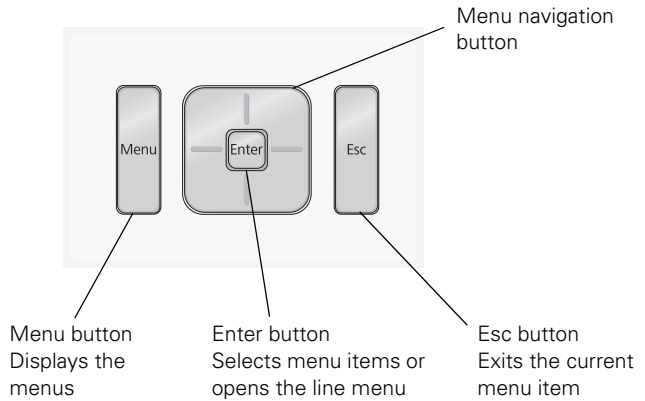 Menu navigation
button
Menu
Enter
Esc
Menu button
Displays the
menus
Enter button
Selects menu items or
opens the line menu
Esc button
Exits the current
menu item